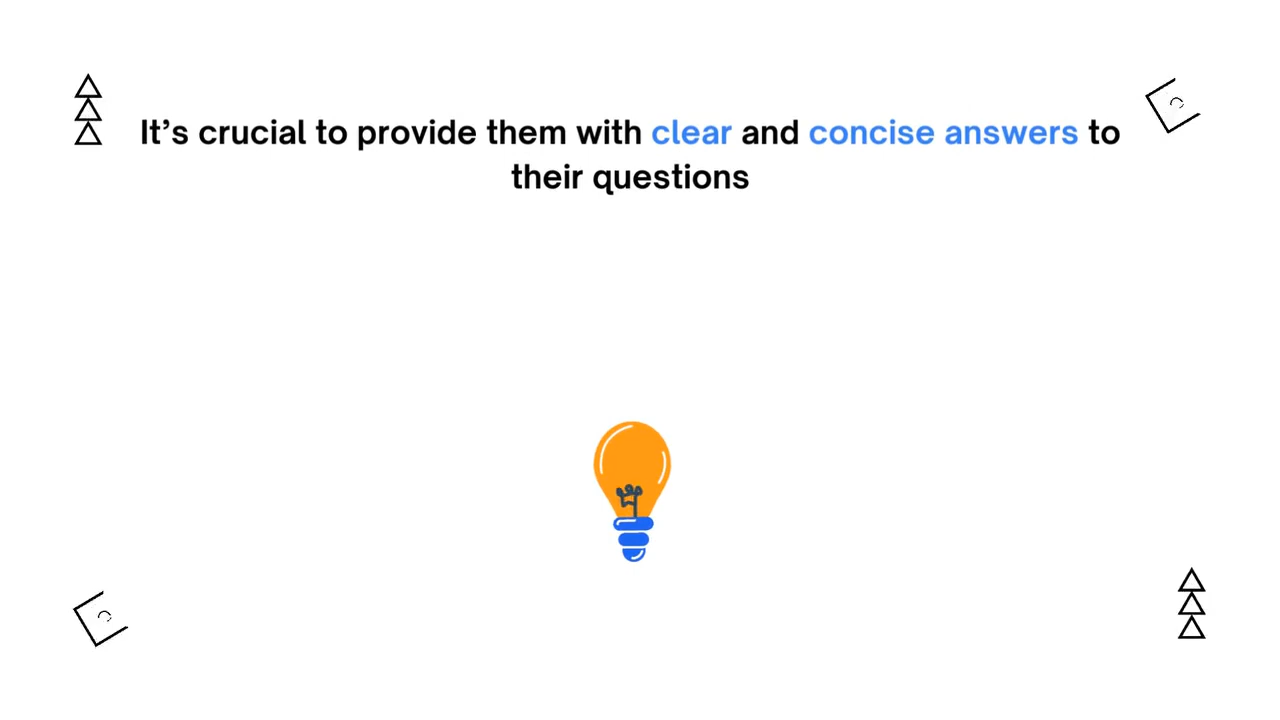 It’s crucial to provide them with clear and concise answers to
their questions